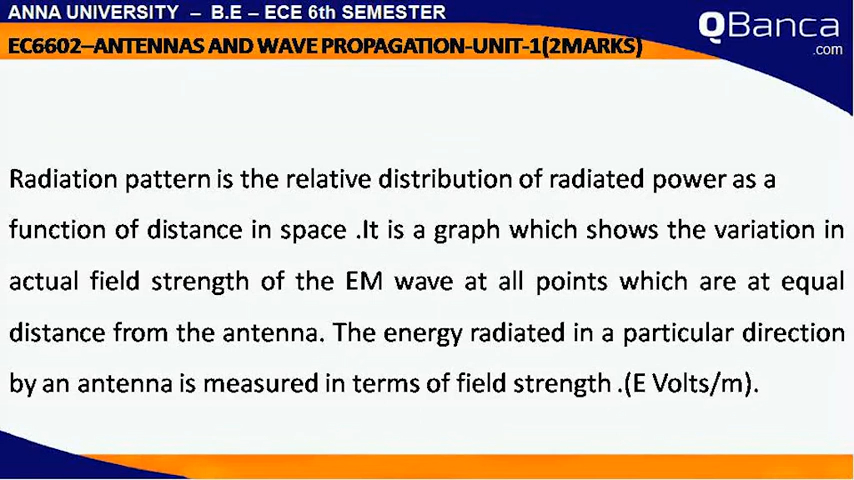 ANNA UNIVERSITY – B.E – ECE 6th SEMESTER
EC6602–ANTENNAS AND WAVE PROPAGATION-UNIT-1(2MARKS)
QBanca
.com
Radiation pattern is the relative distribution of radiated power as a
function of distance in space .It is a graph which shows the variation in
actual field strength of the EM wave at all points which are at equal
distance from the antenna. The energy radiated in a particular direction
by an antenna is measured in terms of field strength .(E Volts/m).